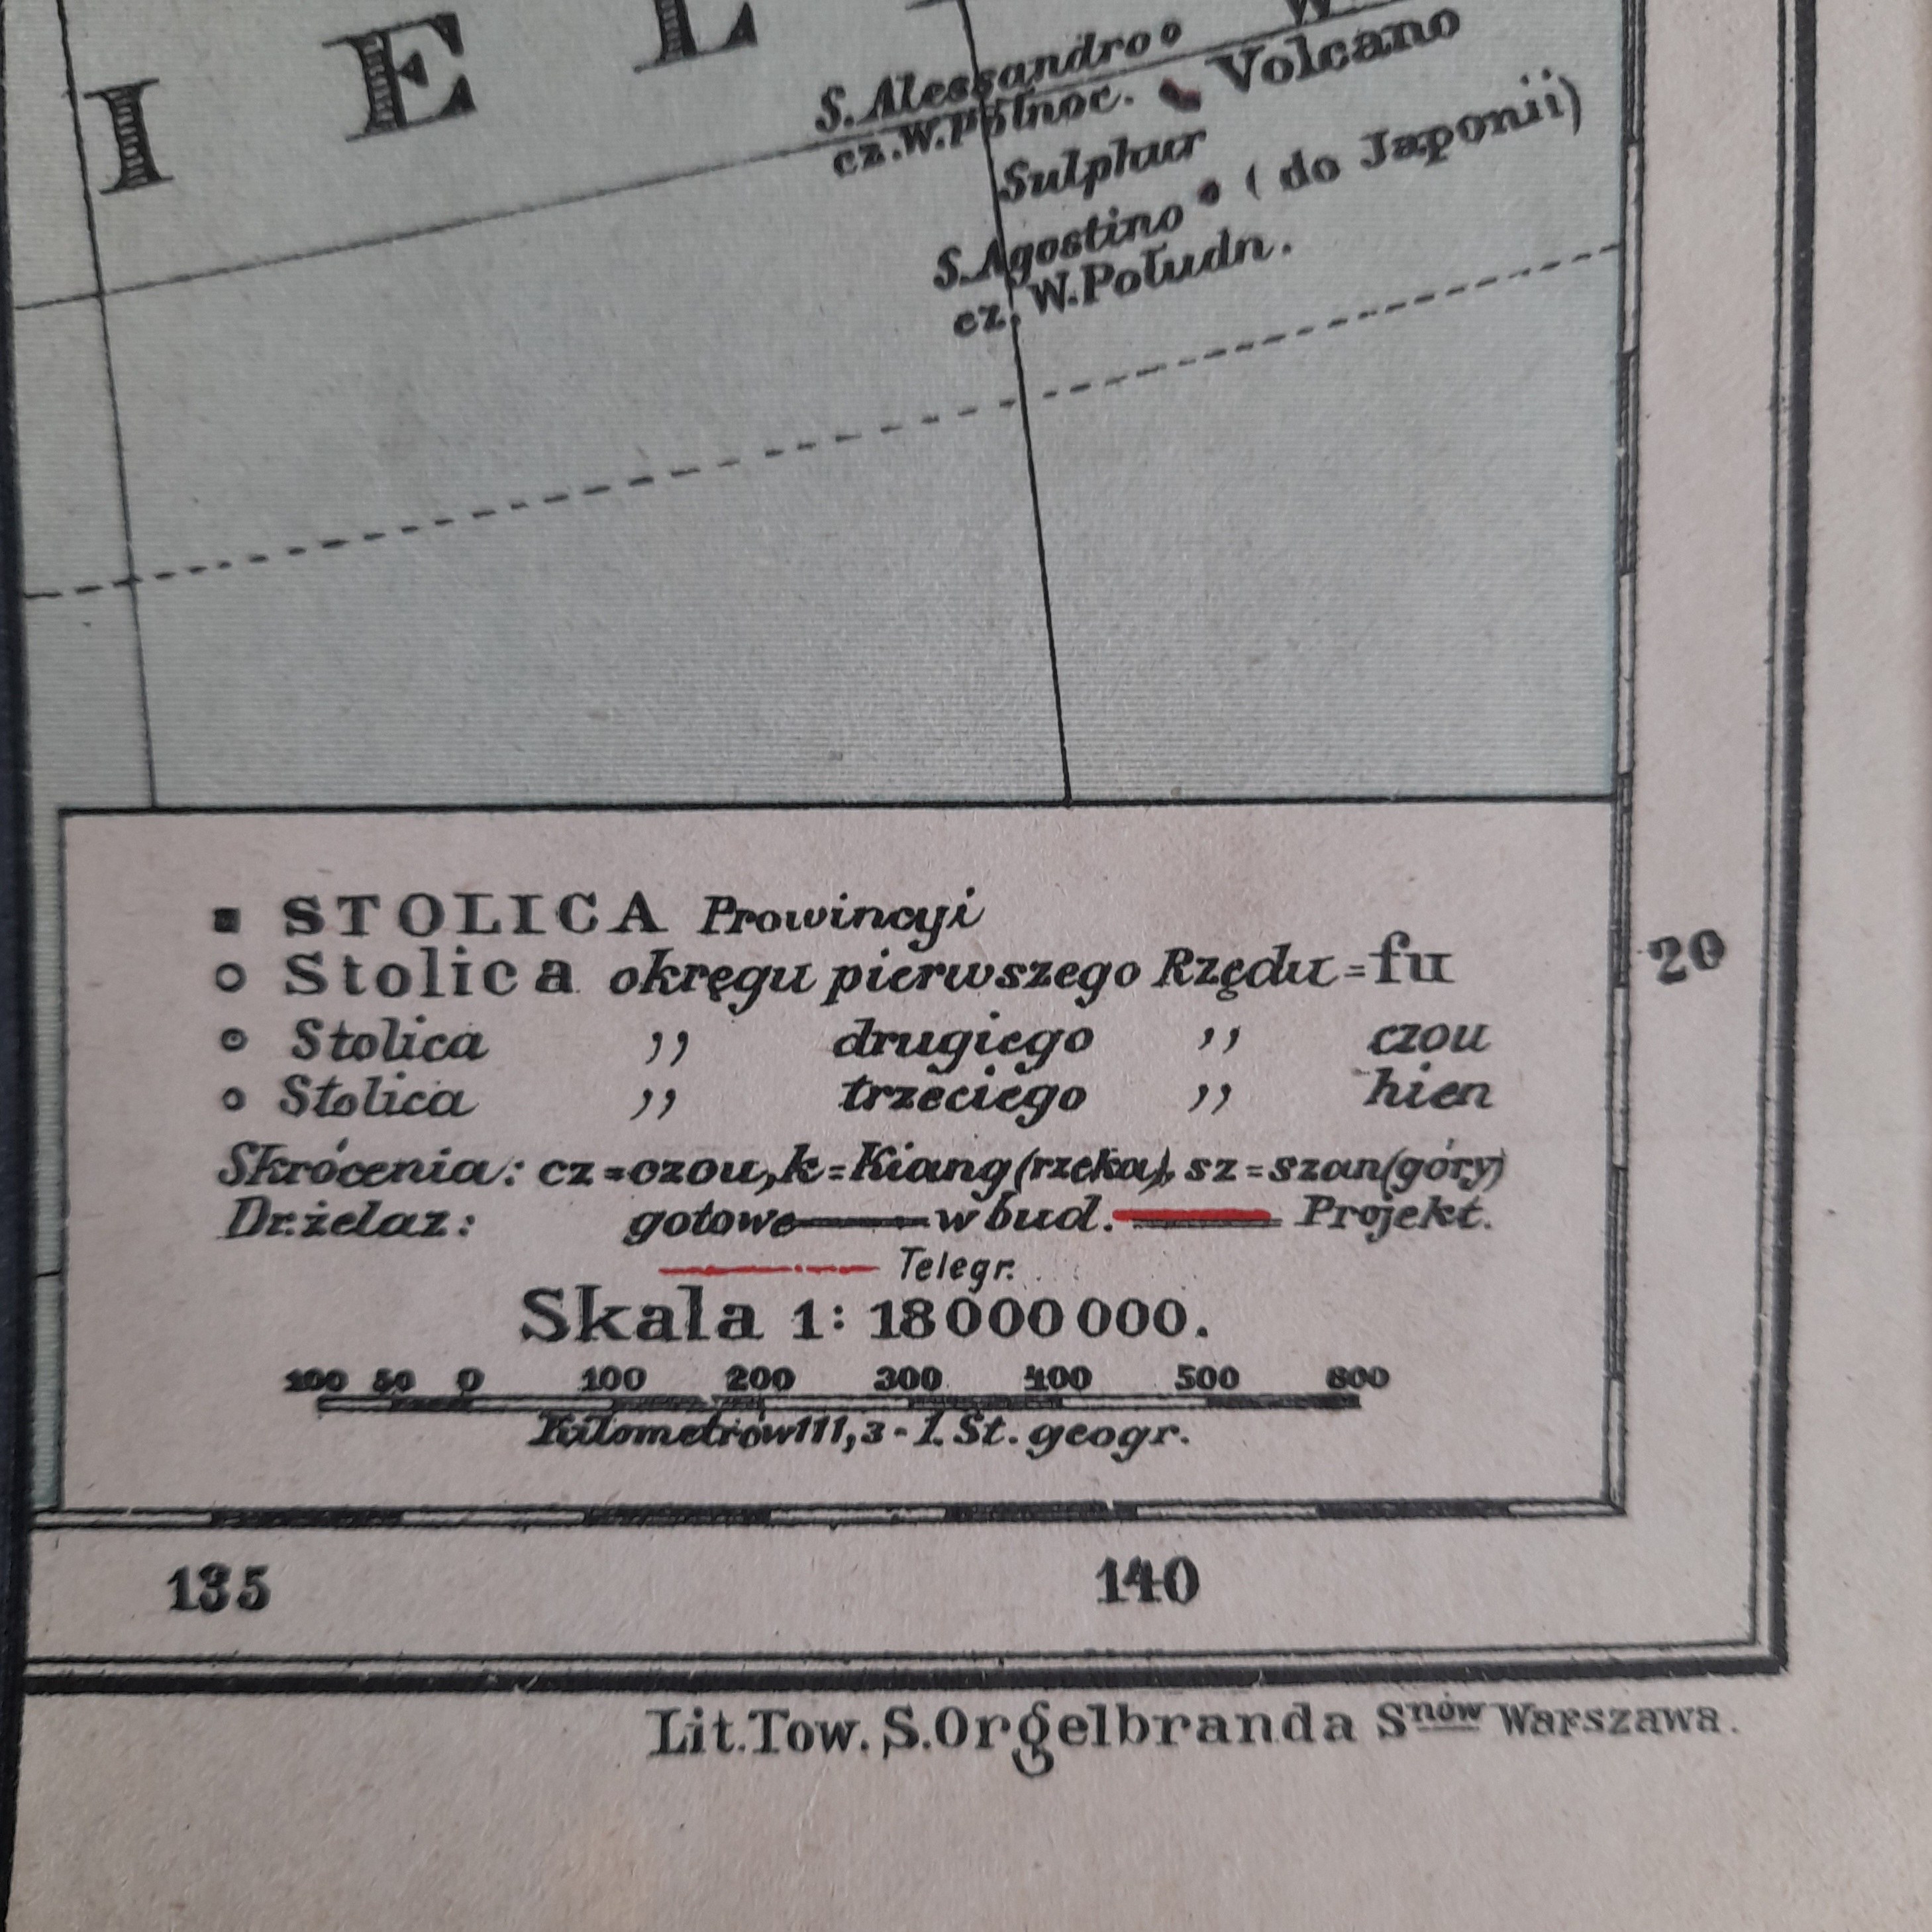 I E L
S. Alessandro
cz. W. Północ. Volcano
Sulphur
S. Agostino (do Japonii)
cz. W. Połudn.
STOLICA Prowincyi
Stolica okręgu pierwszego Rzędu = fu
Stolica ,, drugiego ,, czou
Stolica ,, trzeciego ,, hien
Skrócenia: cz = czou, k = Kiang (rzeka), sz = szan (góry)
Dr. żelaz: gotowe w bud. Projekt.
Telegr.
Skala 1: 18 000 000.
100 50 0 100 200 300 400 500 600
Kilometrów 111,3 - 1. St. geogr.
20
135 140
Lit. Tow. S. Orgelbranda Snów Warszawa.